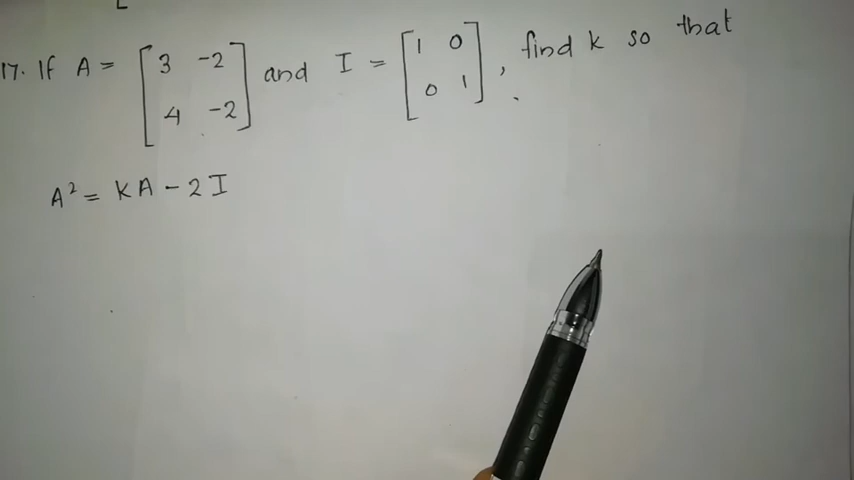 17. If A = [3 -2 4 -2] and I = [1 0 0 1], find k so that
A² = KA - 2I